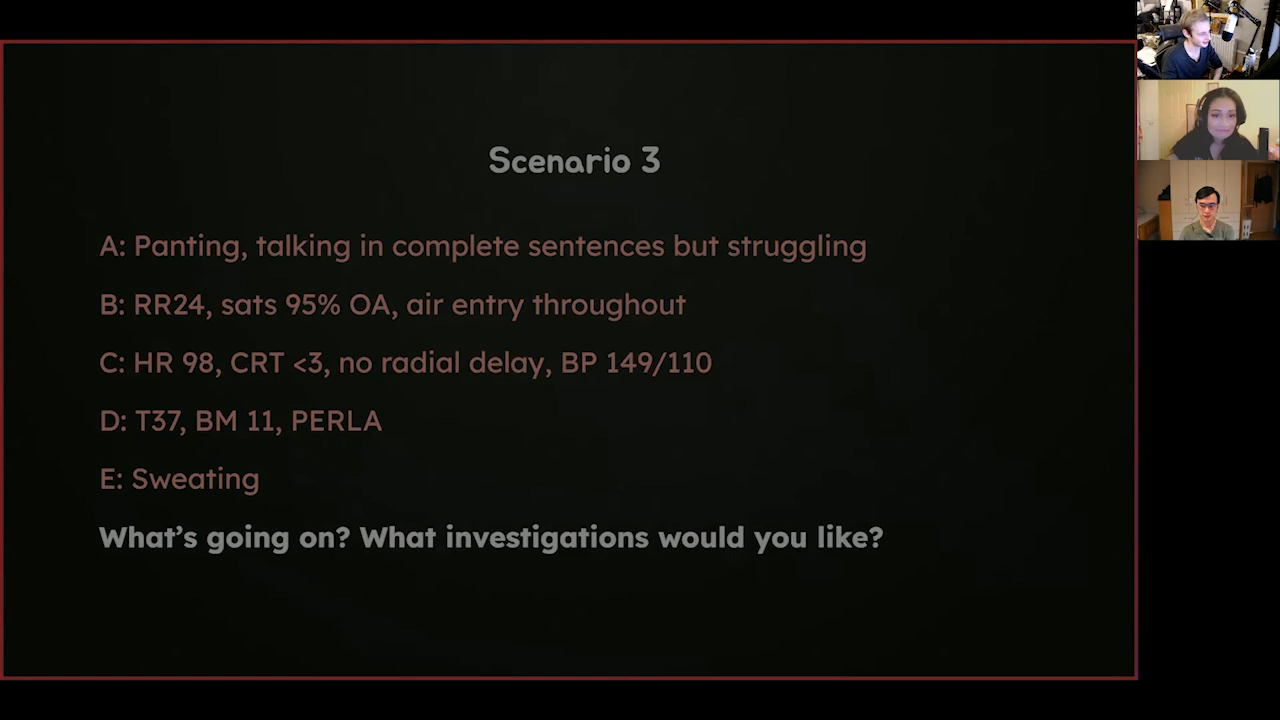 Scenario 3
A: Panting, talking in complete sentences but struggling
B: RR24, sats 95% OA, air entry throughout
C: HR 98, CRT <3, no radial delay, BP 149/110
D: T37, BM 11, PERLA
E: Sweating
What's going on? What investigations would you like?